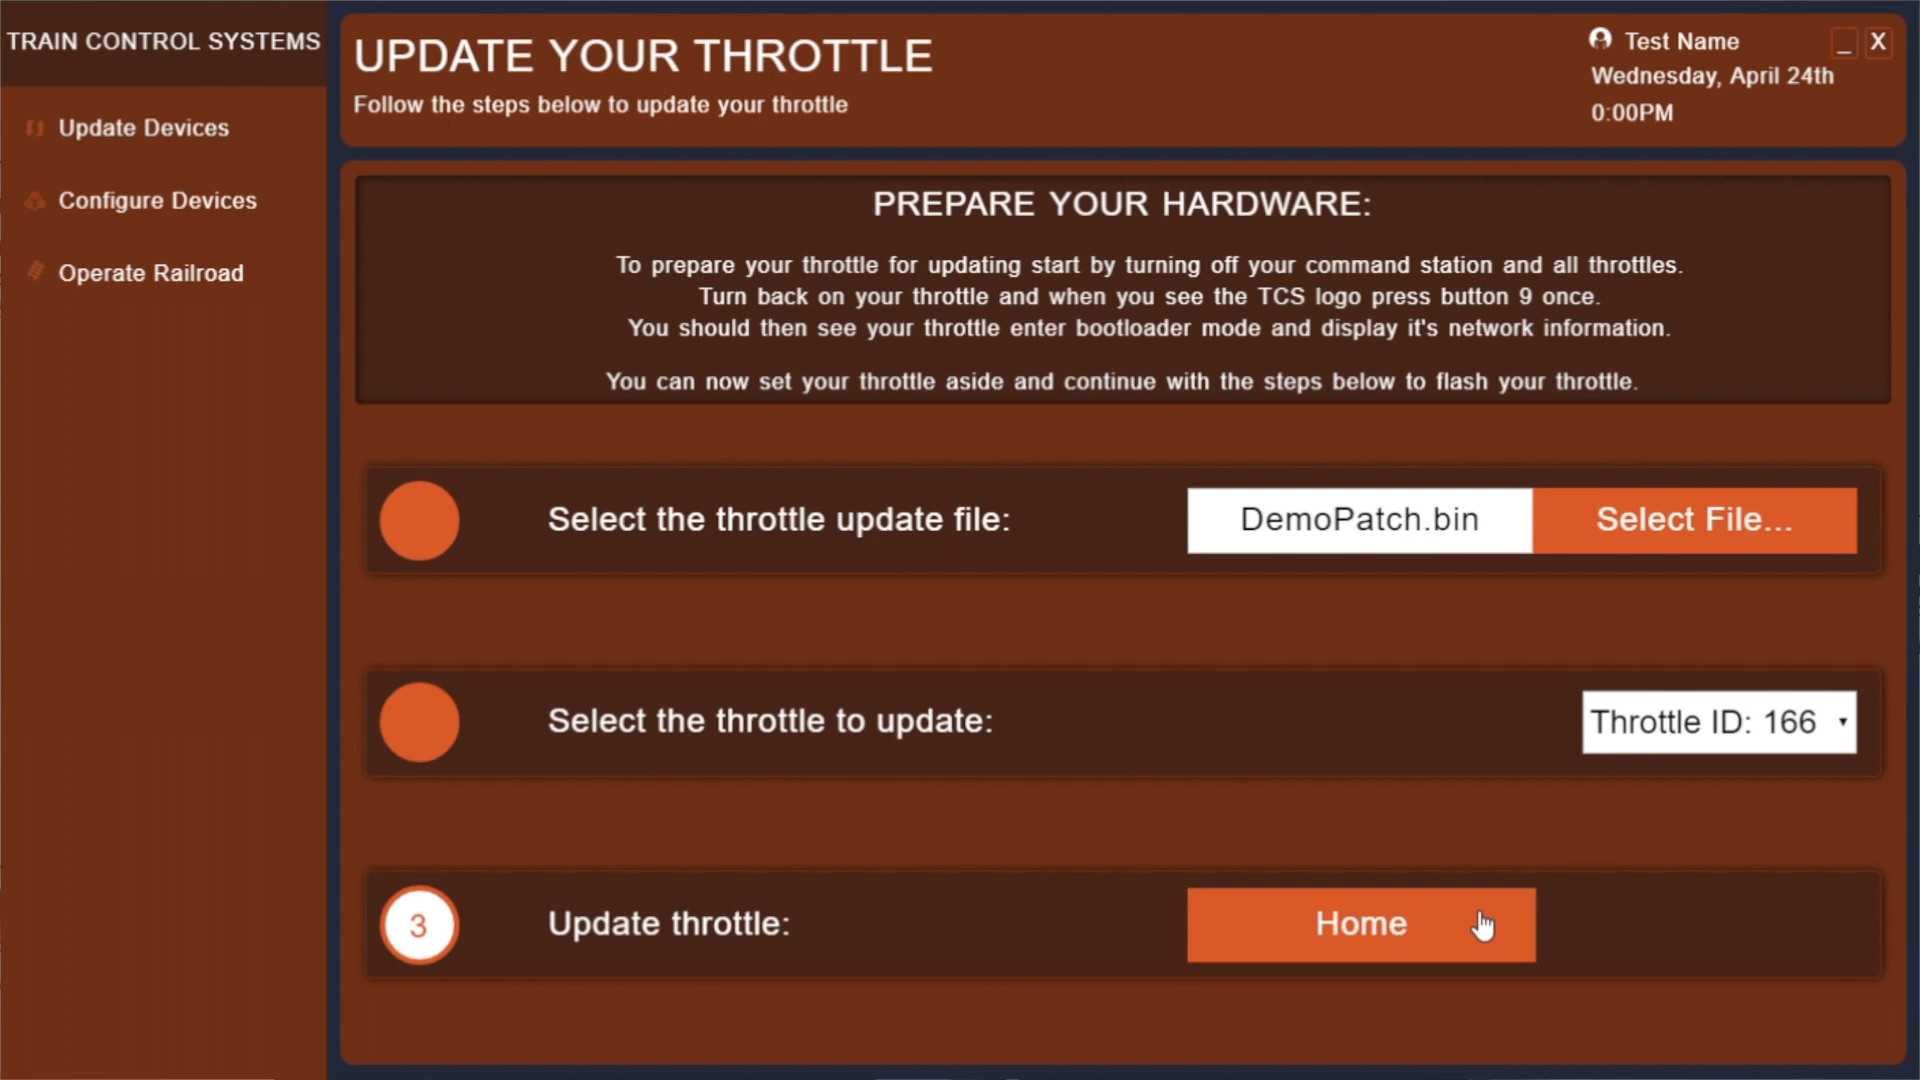 TRAIN CONTROL SYSTEMS
Update Devices
Configure Devices
Operate Railroad
UPDATE YOUR THROTTLE
Follow the steps below to update your throttle
Test Name
_ X
Wednesday, April 24th
0:00PM
PREPARE YOUR HARDWARE:
To prepare your throttle for updating start by turning off your command station and all throttles.
Turn back on your throttle and when you see the TCS logo press button 9 once.
You should then see your throttle enter bootloader mode and display it's network information.
You can now set your throttle aside and continue with the steps below to flash your throttle.
Select the throttle update file:
DemoPatch.bin
Select File...
Select the throttle to update:
Throttle ID: 166
3
Update throttle:
Home